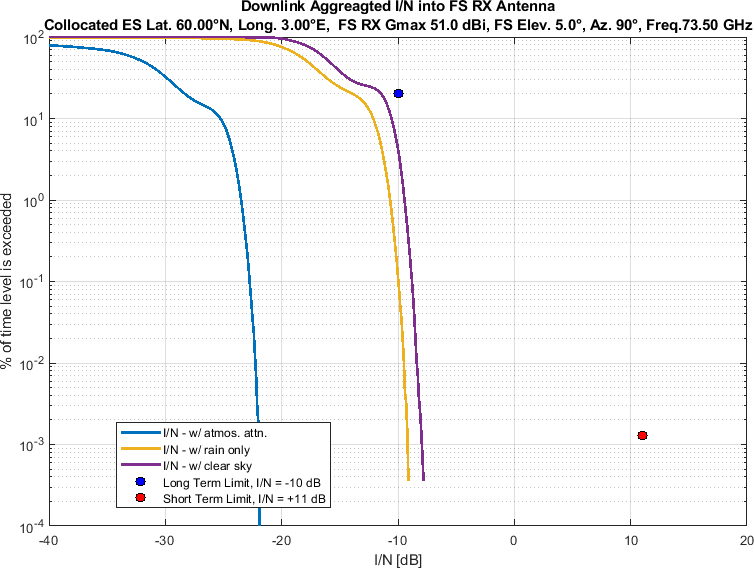 Downlink Aggreagted I/N into FS RX Antenna
Collocated ES Lat. 60.00°N, Long. 3.00°E,  FS RX Gmax 51.0 dBi, FS Elev. 5.0°, Az. 90°, Freq.73.50 GHz
% of time level is exceeded
10^2
10^1
10^0
10^-1
10^-2
10^-3
10^-4
I/N - w/ atmos. attn.
I/N - w/ rain only
I/N - w/ clear sky
Long Term Limit, I/N = -10 dB
Short Term Limit, I/N = +11 dB
-40 -30 -20 -10 0 10 20
I/N [dB]